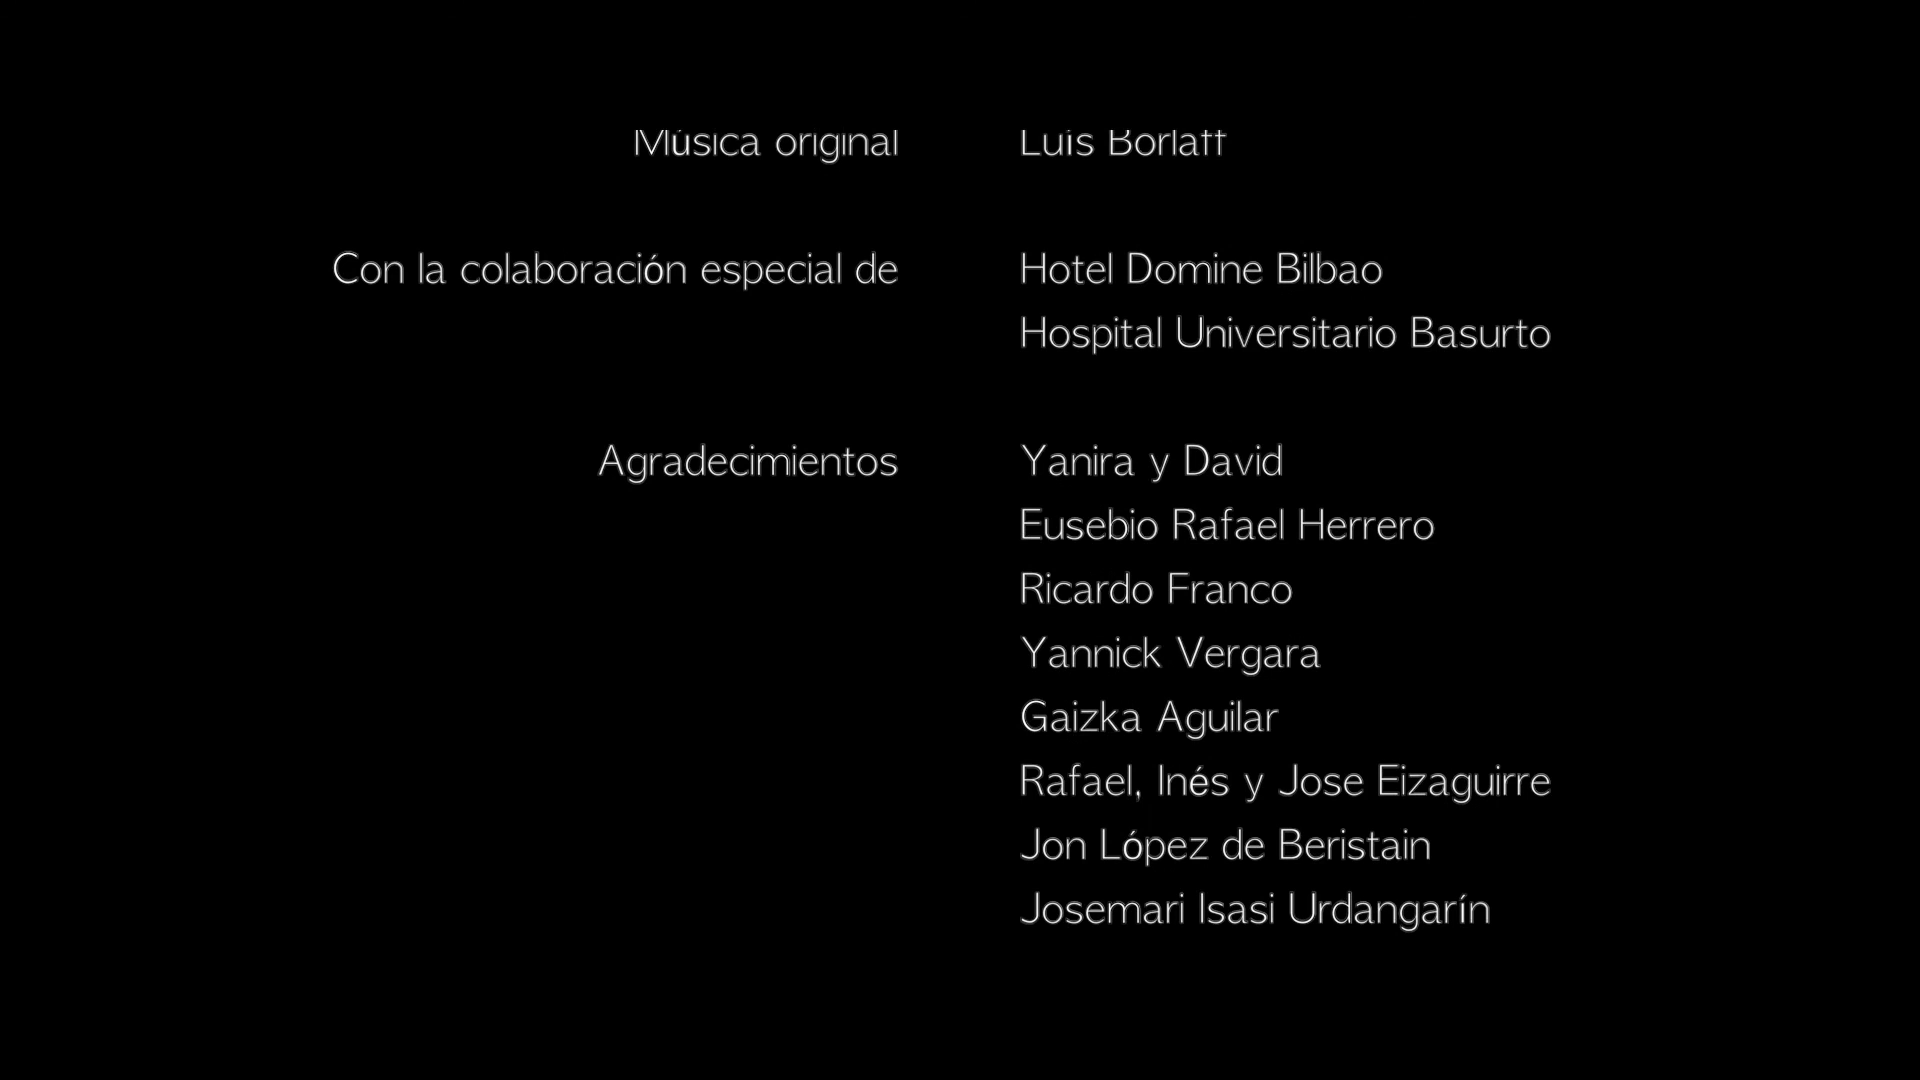 Música original Luis Borlaff
Con la colaboración especial de Hotel Domine Bilbao
Hospital Universitario Basurto
Agradecimientos Yanira y David
Eusebio Rafael Herrero
Ricardo Franco
Yannick Vergara
Gaizka Aguilar
Rafael, Inés y Jose Eizaguirre
Jon López de Beristain
Josemari Isasi Urdangarín